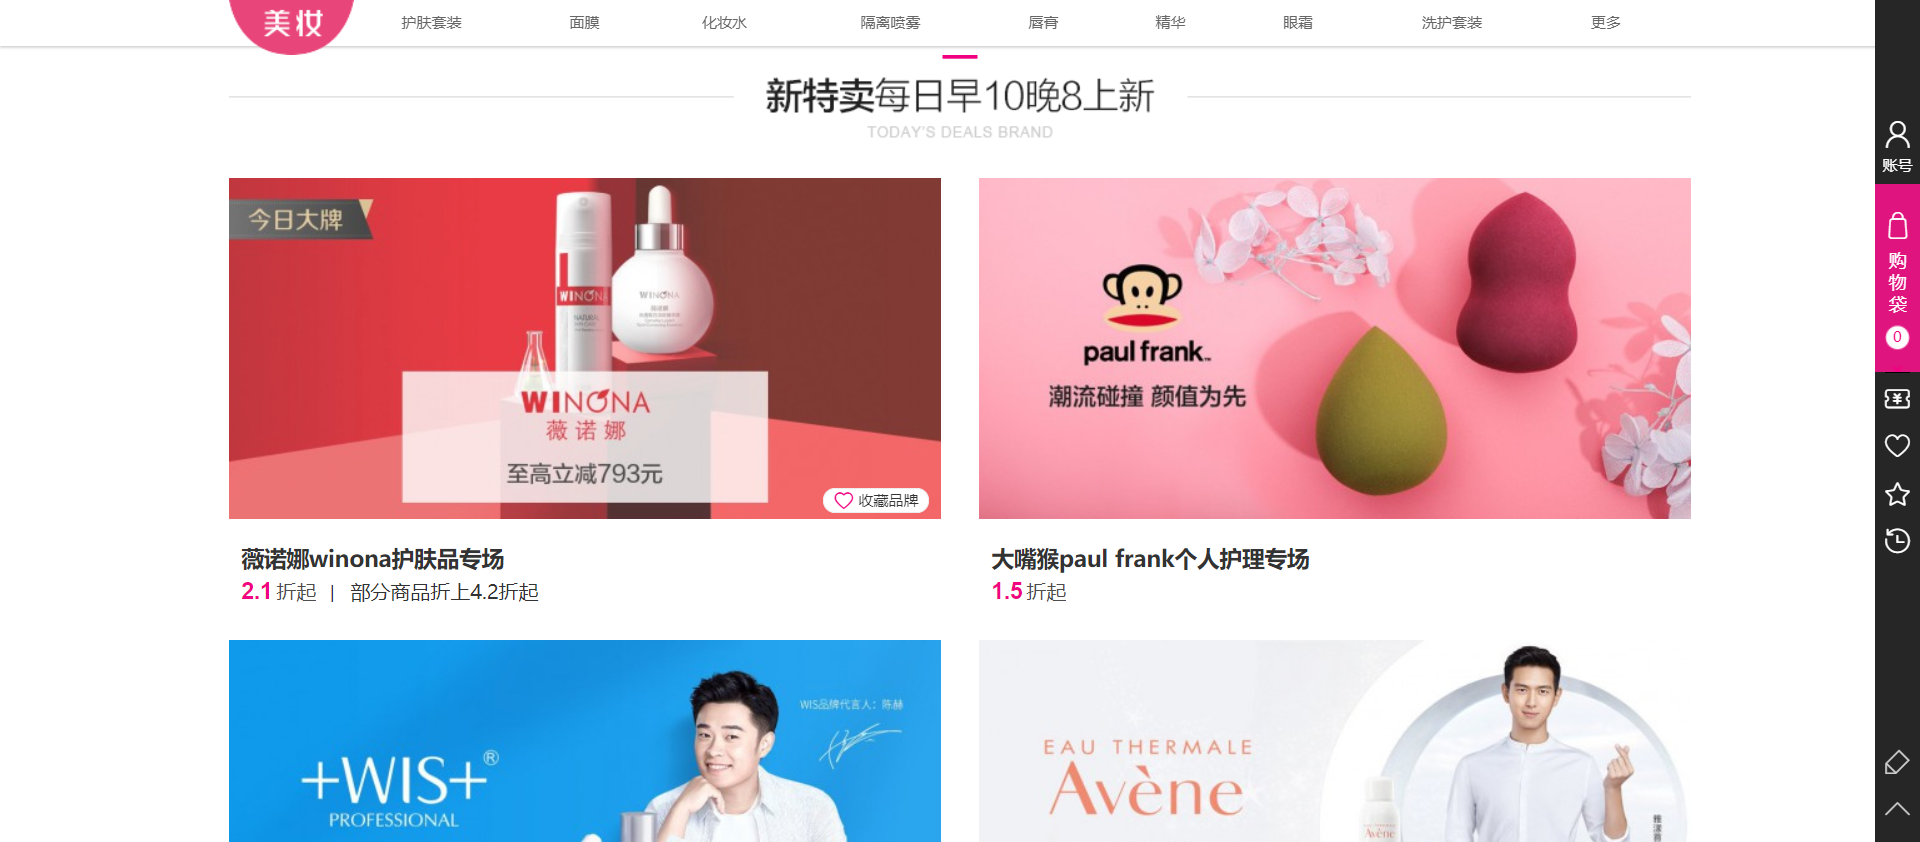 美妆
护肤套装 面膜 化妆水 隔离喷雾 唇膏 精华 眼霜 洗护套装 更多
新特卖每日早10晚8上新
TODAY'S DEALS BRAND
今日大牌
WINONA
NATURAL
WINONA
薇诺娜
WINONA
薇诺娜
至高立减793元
收藏品牌
paul frank™
潮流碰撞 颜值为先
薇诺娜winona护肤品专场
2.1折起 | 部分商品折上4.2折起
大嘴猴paul frank个人护理专场
1.5折起
WIS品牌代言人：陈赫
+WIS+®
PROFESSIONAL
EAU THERMALE
Avène
Avène
账号
购物袋
0